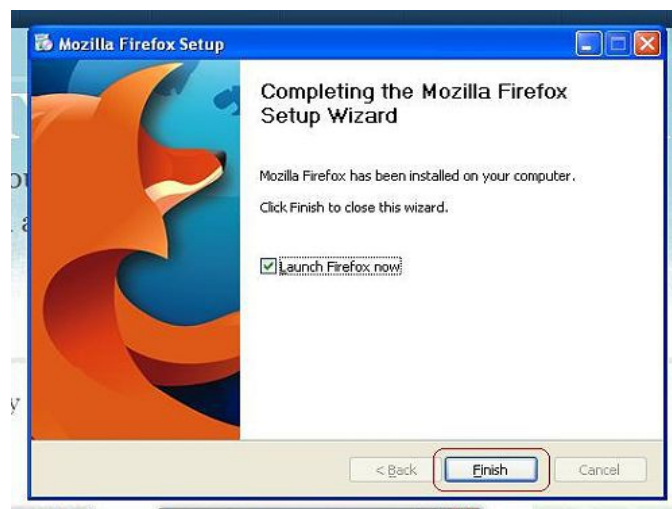 Mozilla Firefox Setup
Completing the Mozilla Firefox
Setup Wizard
Mozilla Firefox has been installed on your computer.
Click Finish to close this wizard.
Launch Firefox now
< Back
Finish
Cancel